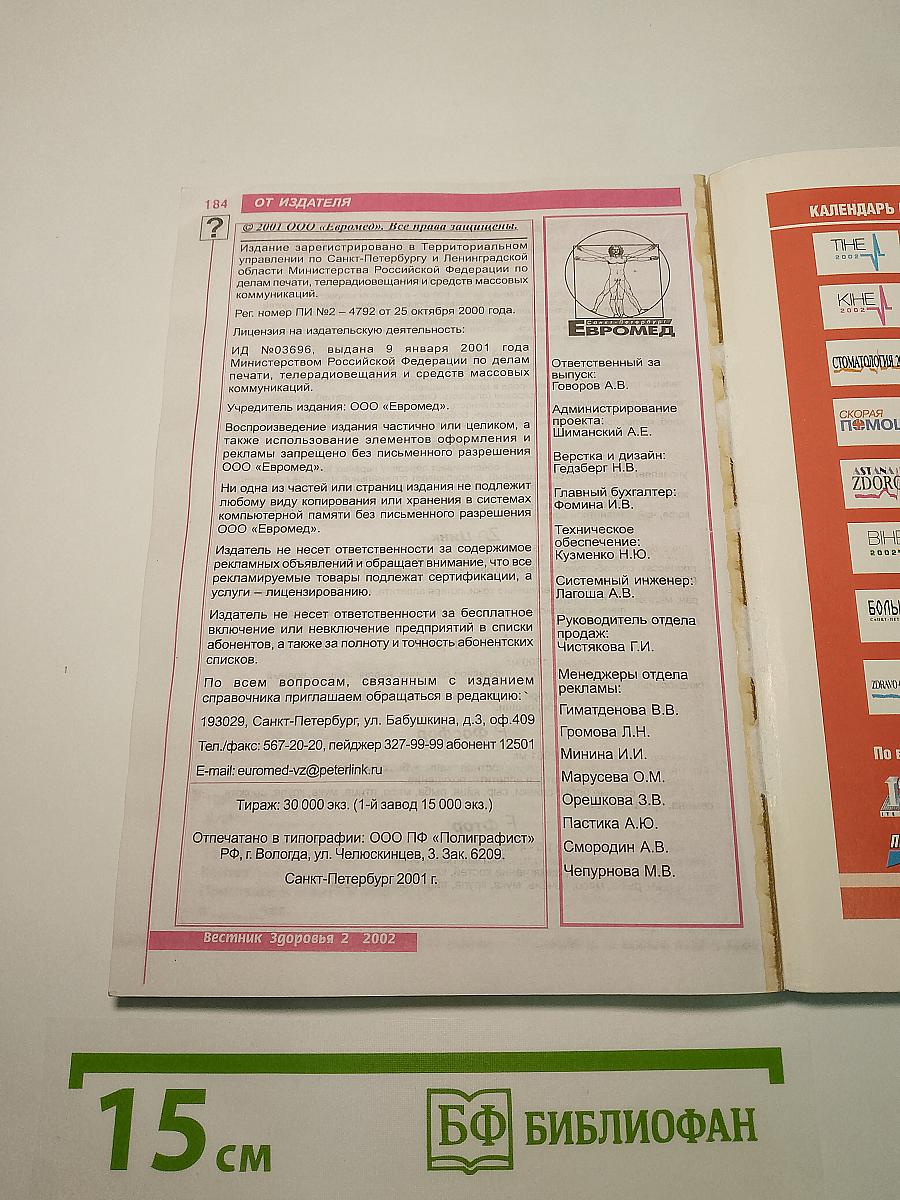 184
ОТ ИЗДАТЕЛЯ
?
© 2001 ООО «Евромед». Все права защищены.
Издание зарегистрировано в Территориальном
управлении по Санкт-Петербургу и Ленинградской
области Министерства Российской Федерации по
делам печати, телерадиовещания и средств массовых
коммуникаций.
Рег. номер ПИ №2 – 4792 от 25 октября 2000 года.
Лицензия на издательскую деятельность:
ИД №03696, выдана 9 января 2001 года
Министерством Российской Федерации по делам
печати, телерадиовещания и средств массовых
коммуникаций.
Учредитель издания: ООО «Евромед».
Воспроизведение издания частично или целиком, а
также использование элементов оформления и
рекламы запрещено без письменного разрешения
ООО «Евромед».
Ни одна из частей или страниц издания не подлежит
любому виду копирования или хранения в системах
компьютерной памяти без письменного разрешения
ООО «Евромед».
Издатель не несет ответственности за содержимое
рекламных объявлений и обращает внимание, что все
рекламируемые товары подлежат сертификации, а
услуги – лицензированию.
Издатель не несет ответственности за бесплатное
включение или невключение предприятий в списки
абонентов, а также за полноту и точность абонентских
списков.
По всем вопросам, связанным с изданием
справочника приглашаем обращаться в редакцию:
193029, Санкт-Петербург, ул. Бабушкина, д.3, оф.409
Тел./факс: 567-20-20, пейджер 327-99-99 абонент 12501
E-mail: euromed-vz@peterlink.ru
Тираж: 30 000 экз. (1-й завод 15 000 экз.)
Отпечатано в типографии: ООО ПФ «Полиграфист»
РФ, г. Вологда, ул. Челюскинцев, 3. Зак. 6209.
Санкт-Петербург 2001 г.
Вестник Здоровья 2 2002
Санкт-Петербург
ЕВРОМЕД
Ответственный за
выпуск:
Говоров А.В.
Администрирование
проекта:
Шиманский А.Е.
Верстка и дизайн:
Гедзберг Н.В.
Главный бухгалтер:
Фомина И.В.
Техническое
обеспечение:
Кузменко Н.Ю.
Системный инженер:
Лагоша А.В.
Руководитель отдела
продаж:
Чистякова Г.И.
Менеджеры отдела
рекламы:
Гиматденова В.В.
Громова Л.Н.
Минина И.И.
Марусева О.М.
Орешкова З.В.
Пастика А.Ю.
Смородин А.В.
Чепурнова М.В.
КАЛЕНДАРЬ
TIHE
2002
KIHE
2002
СТОМАТОЛОГИЯ
СКОРАЯ
ASTANA
BIHE
2002
По
ITE
15 см
БФ БИБЛИОФАН